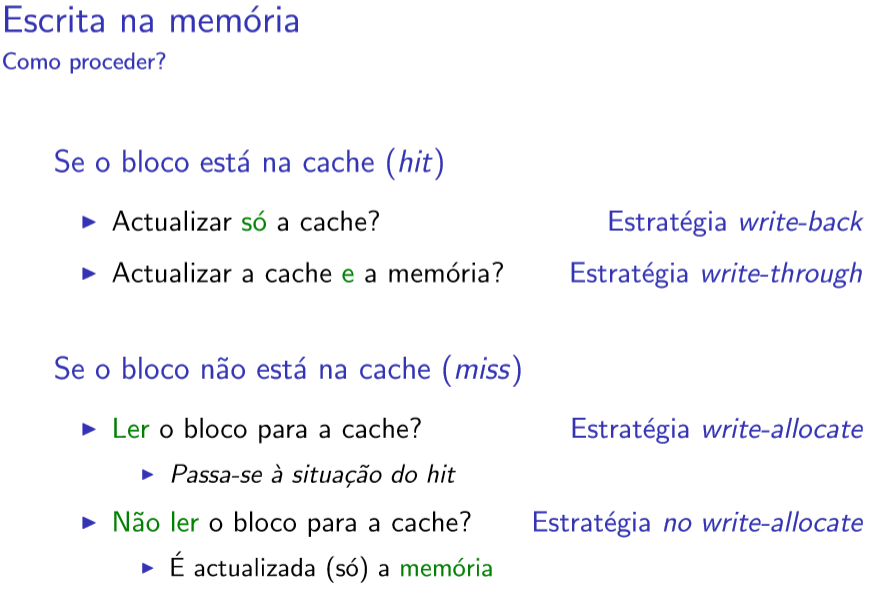 Escrita na memória
Como proceder?
Se o bloco está na cache (hit)
Actualizar só a cache? Estratégia write-back
Actualizar a cache e a memória? Estratégia write-through
Se o bloco não está na cache (miss)
Ler o bloco para a cache? Estratégia write-allocate
Passa-se à situação do hit
Não ler o bloco para a cache? Estratégia no write-allocate
É actualizada (só) a memória